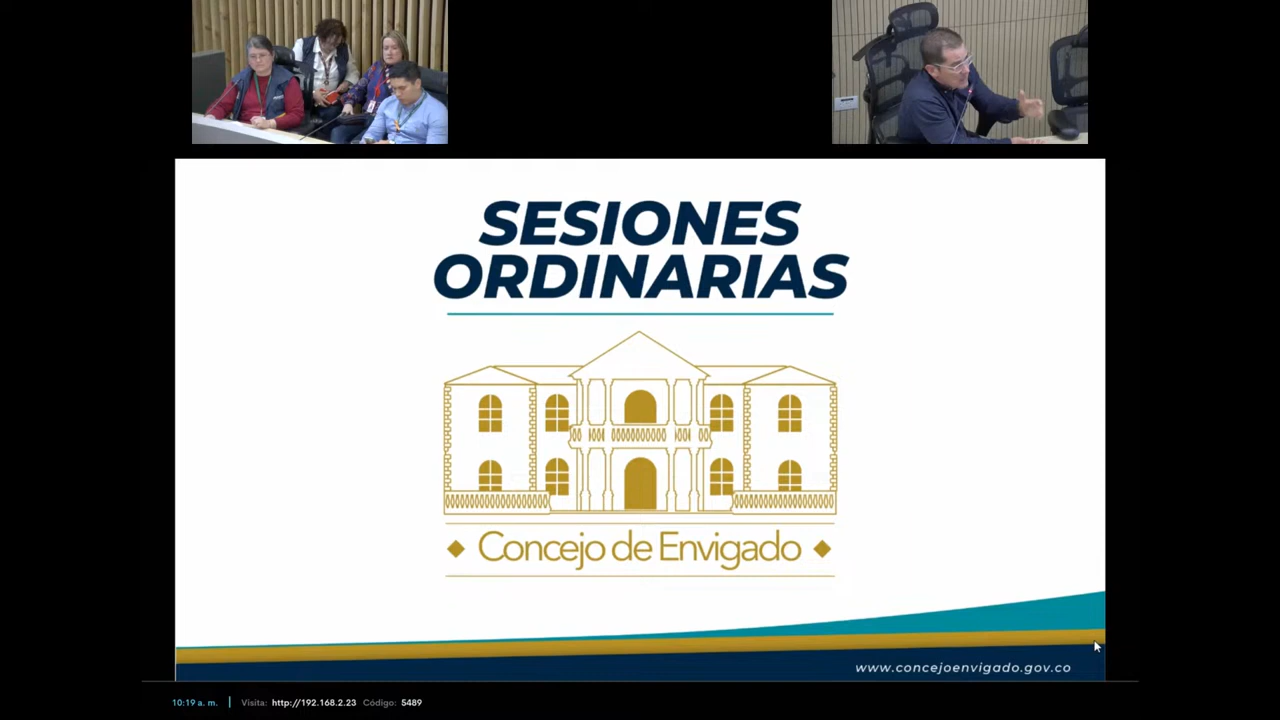 SESIONES
ORDINARIAS
Concejo de Envigado
www.concejoenvigado.gov.co
10:19 a. m. Visita: http://192.168.2.23 Código: 5489